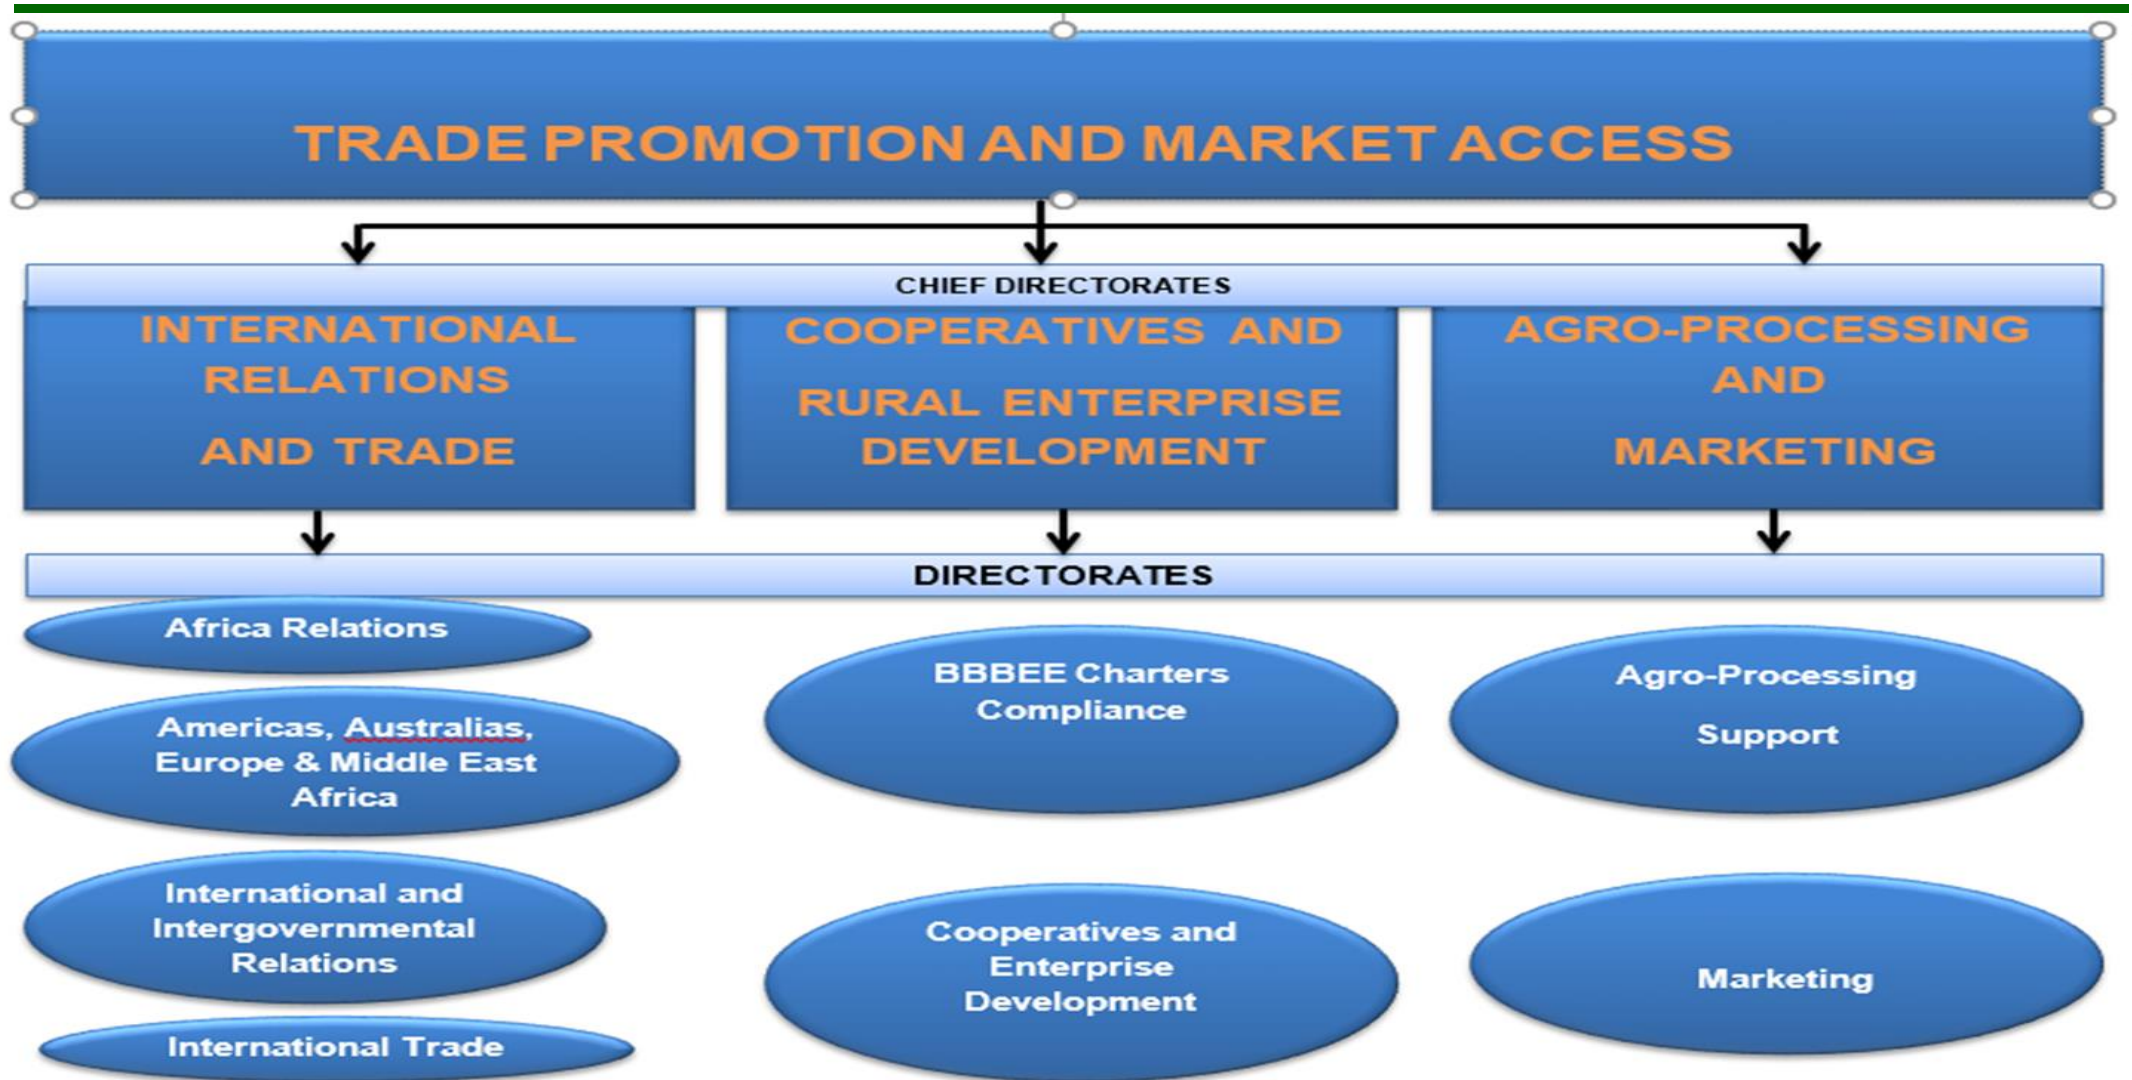 TRADE PROMOTION AND MARKET ACCESS
CHIEF DIRECTORATES
INTERNATIONAL
RELATIONS
AND TRADE
COOPERATIVES AND
RURAL ENTERPRISE
DEVELOPMENT
AGRO-PROCESSING
AND
MARKETING
DIRECTORATES
Africa Relations
Americas, Australias,
Europe & Middle East
Africa
International and
Intergovernmental
Relations
International Trade
BBBEE Charters
Compliance
Cooperatives and
Enterprise
Development
Agro-Processing
Support
Marketing